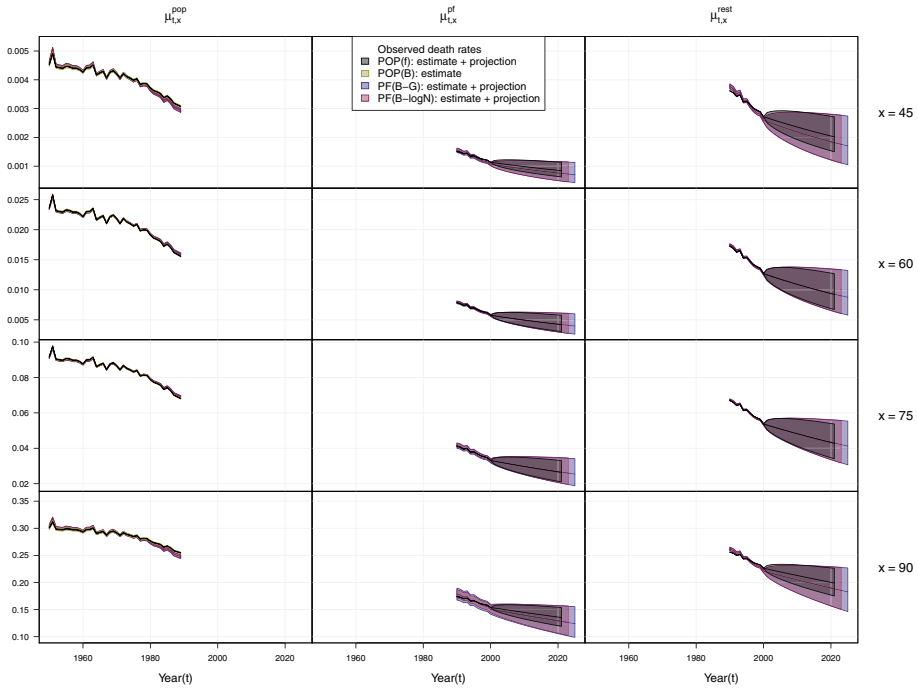 μ pop t,x
μ pf t,x
μ rest t,x
Observed death rates
POP(f): estimate + projection
POP(B): estimate
PF(B−G): estimate + projection
PF(B−logN): estimate + projection
0.005
0.004
0.003
0.002
0.001
x = 45
0.025
0.020
0.015
0.010
0.005
x = 60
0.10
0.08
0.06
0.04
0.02
x = 75
0.35
0.30
0.25
0.20
0.15
0.10
x = 90
1960 1980 2000 2020 1960 1980 2000 2020 1960 1980 2000 2020
Year(t) Year(t) Year(t)